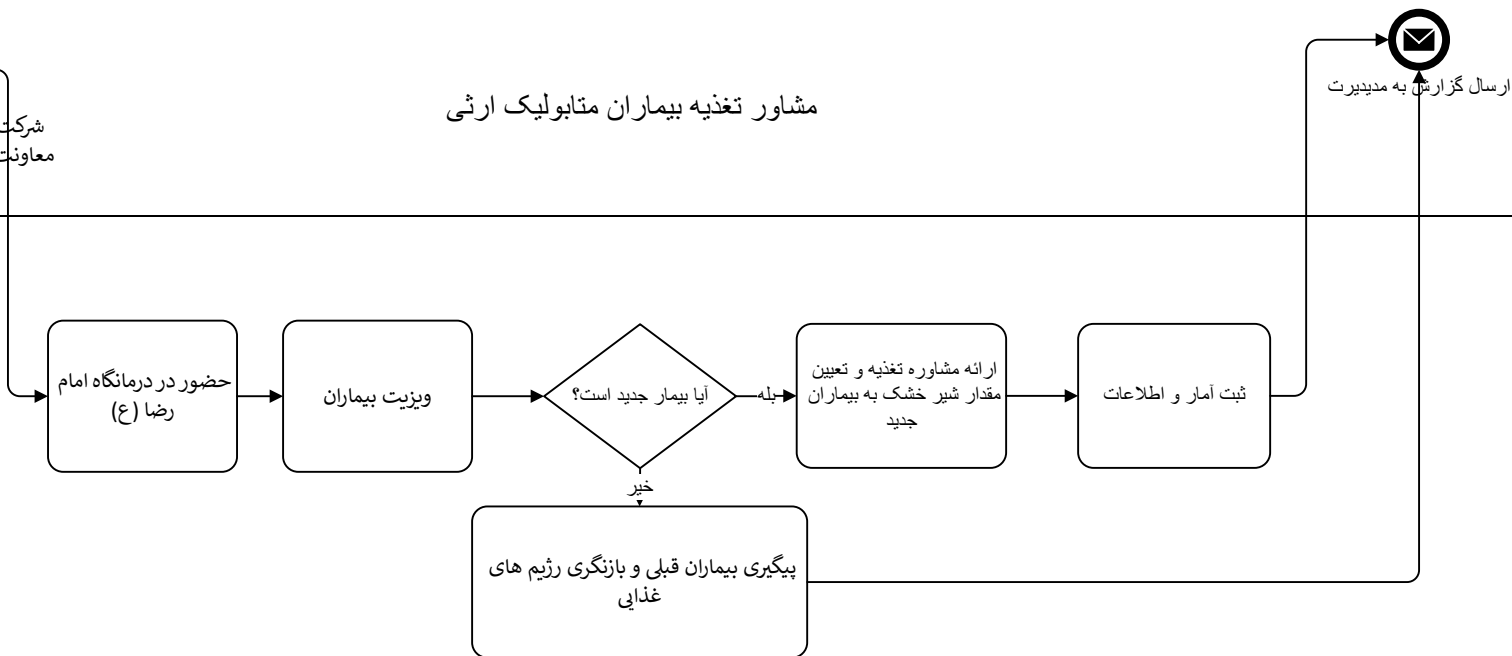 ارسال گزارش به مدیدیرت
مشاور تغذیه بیماران متابولیک ارثی
شرکت
معاونت
حضور در درمانگاه امام
رضا (ع)
ویزیت بیماران
آیا بیمار جدید است؟
بله
ارائه مشاوره تغذیه و تعیین
مقدار شیر خشک به بیماران
جدید
ثبت آمار و اطلاعات
خیر
پیگیری بیماران قبلی و بازنگری رژیم های
غذایی